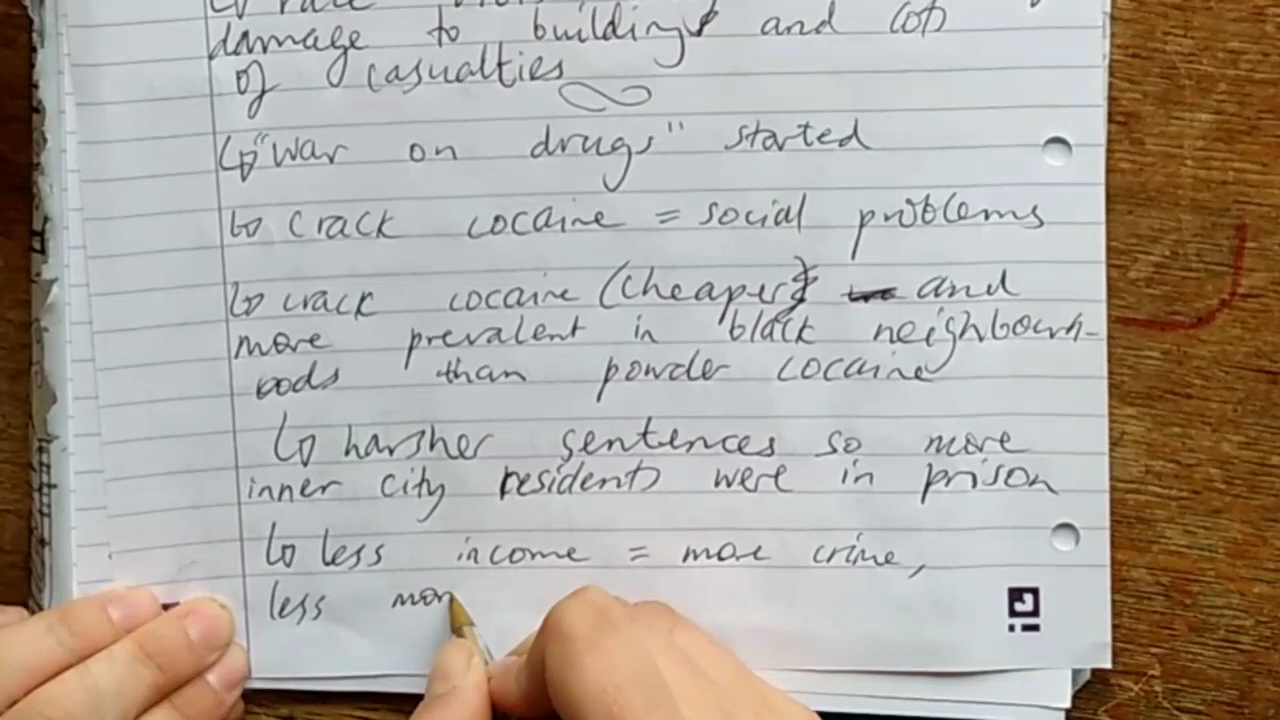 damage to buildings and lots
of casualties
↳ "war on drugs" started
↳ crack cocaine = social problems
↳ crack cocaine (cheaper) and
more prevalent in black neighbourh-
oods than powder cocaine
↳ harsher sentences so more
inner city residents were in prison
↳ less income = more crime,
less mon